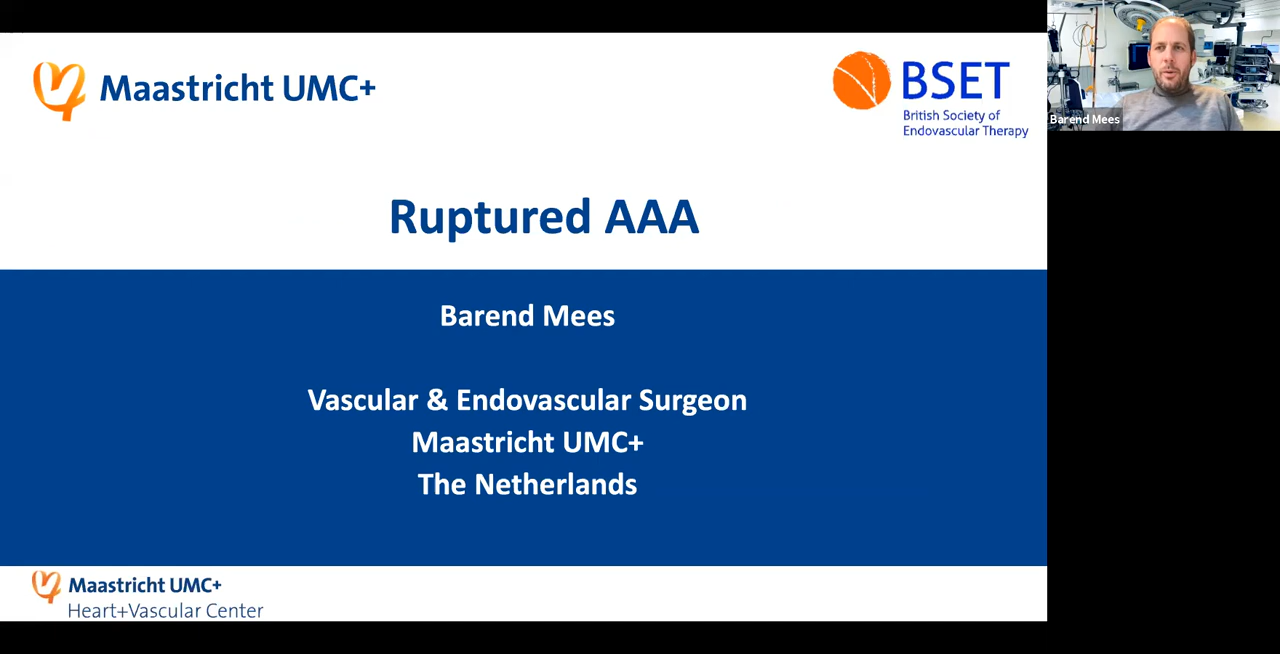 Maastricht UMC+
BSET
British Society of
Endovascular Therapy
Barend Mees
Ruptured AAA
Barend Mees
Vascular & Endovascular Surgeon
Maastricht UMC+
The Netherlands
Maastricht UMC+
Heart+Vascular Center